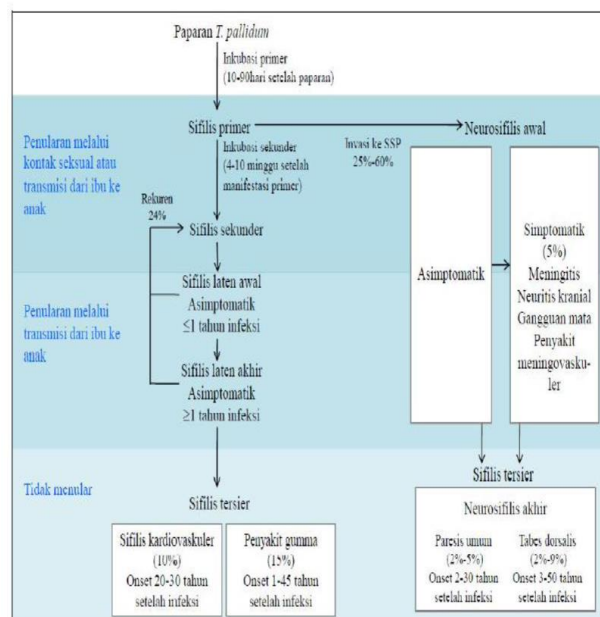 Paparan T. pallidum
Inkubasi primer
(10-90hari setelah paparan)
Sifilis primer
Neurosifilis awal
Penularan melalui
kontak seksual atau
transmisi dari ibu ke
anak
Inkubasi sekunder
(4-10 minggu setelah
manifestasi primer)
Invasi ke SSP
25%-60%
Rekuren
24%
Sifilis sekunder
Asimptomatik
Simptomatik
(5%)
Meningitis
Neuritis kranial
Gangguan mata
Penyakit
meningovasku-
ler
Penularan melalui
transmisi dari ibu ke
anak
Sifilis laten awal
Asimptomatik
≤1 tahun infeksi
Sifilis laten akhir
Asimptomatik
≥1 tahun infeksi
Tidak menular
Sifilis tersier
Sifilis kardiovaskuler
(10%)
Onset 20-30 tahun
setelah infeksi
Penyakit gumma
(15%)
Onset 1-45 tahun
setelah infeksi
Sifilis tersier
Neurosifilis akhir
Paresis umum
(2%-5%)
Onset 2-30 tahun
setelah infeksi
Tabes dorsalis
(2%-9%)
Onset 3-50 tahun
setelah infeksi